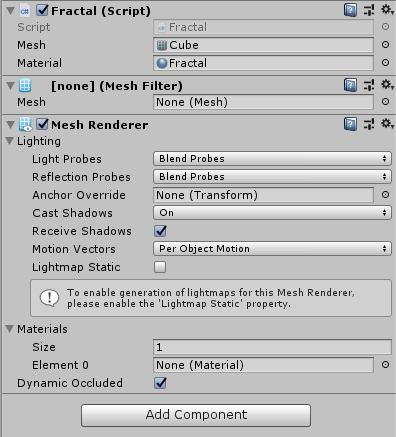 Fractal (Script)
Script Fractal
Mesh Cube
Material Fractal
[none] (Mesh Filter)
Mesh None (Mesh)
Mesh Renderer
Lighting
Light Probes Blend Probes
Reflection Probes Blend Probes
Anchor Override None (Transform)
Cast Shadows On
Receive Shadows
Motion Vectors Per Object Motion
Lightmap Static
To enable generation of lightmaps for this Mesh Renderer,
please enable the 'Lightmap Static' property.
Materials
Size 1
Element 0 None (Material)
Dynamic Occluded
Add Component